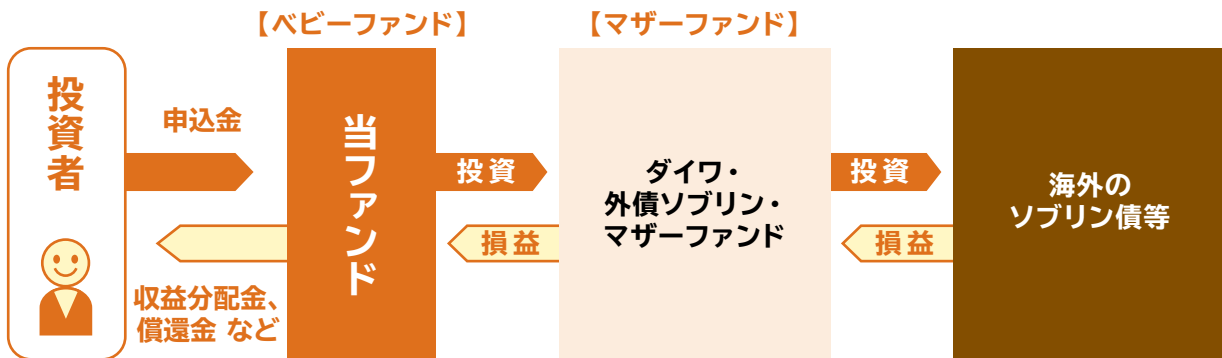 【ベビーファンド】
【マザーファンド】
投資者
申込金
当ファンド
投資
ダイワ・
外債ソブリン・
マザーファンド
投資
海外の
ソブリン債等
損益
損益
収益分配金、
償還金 など